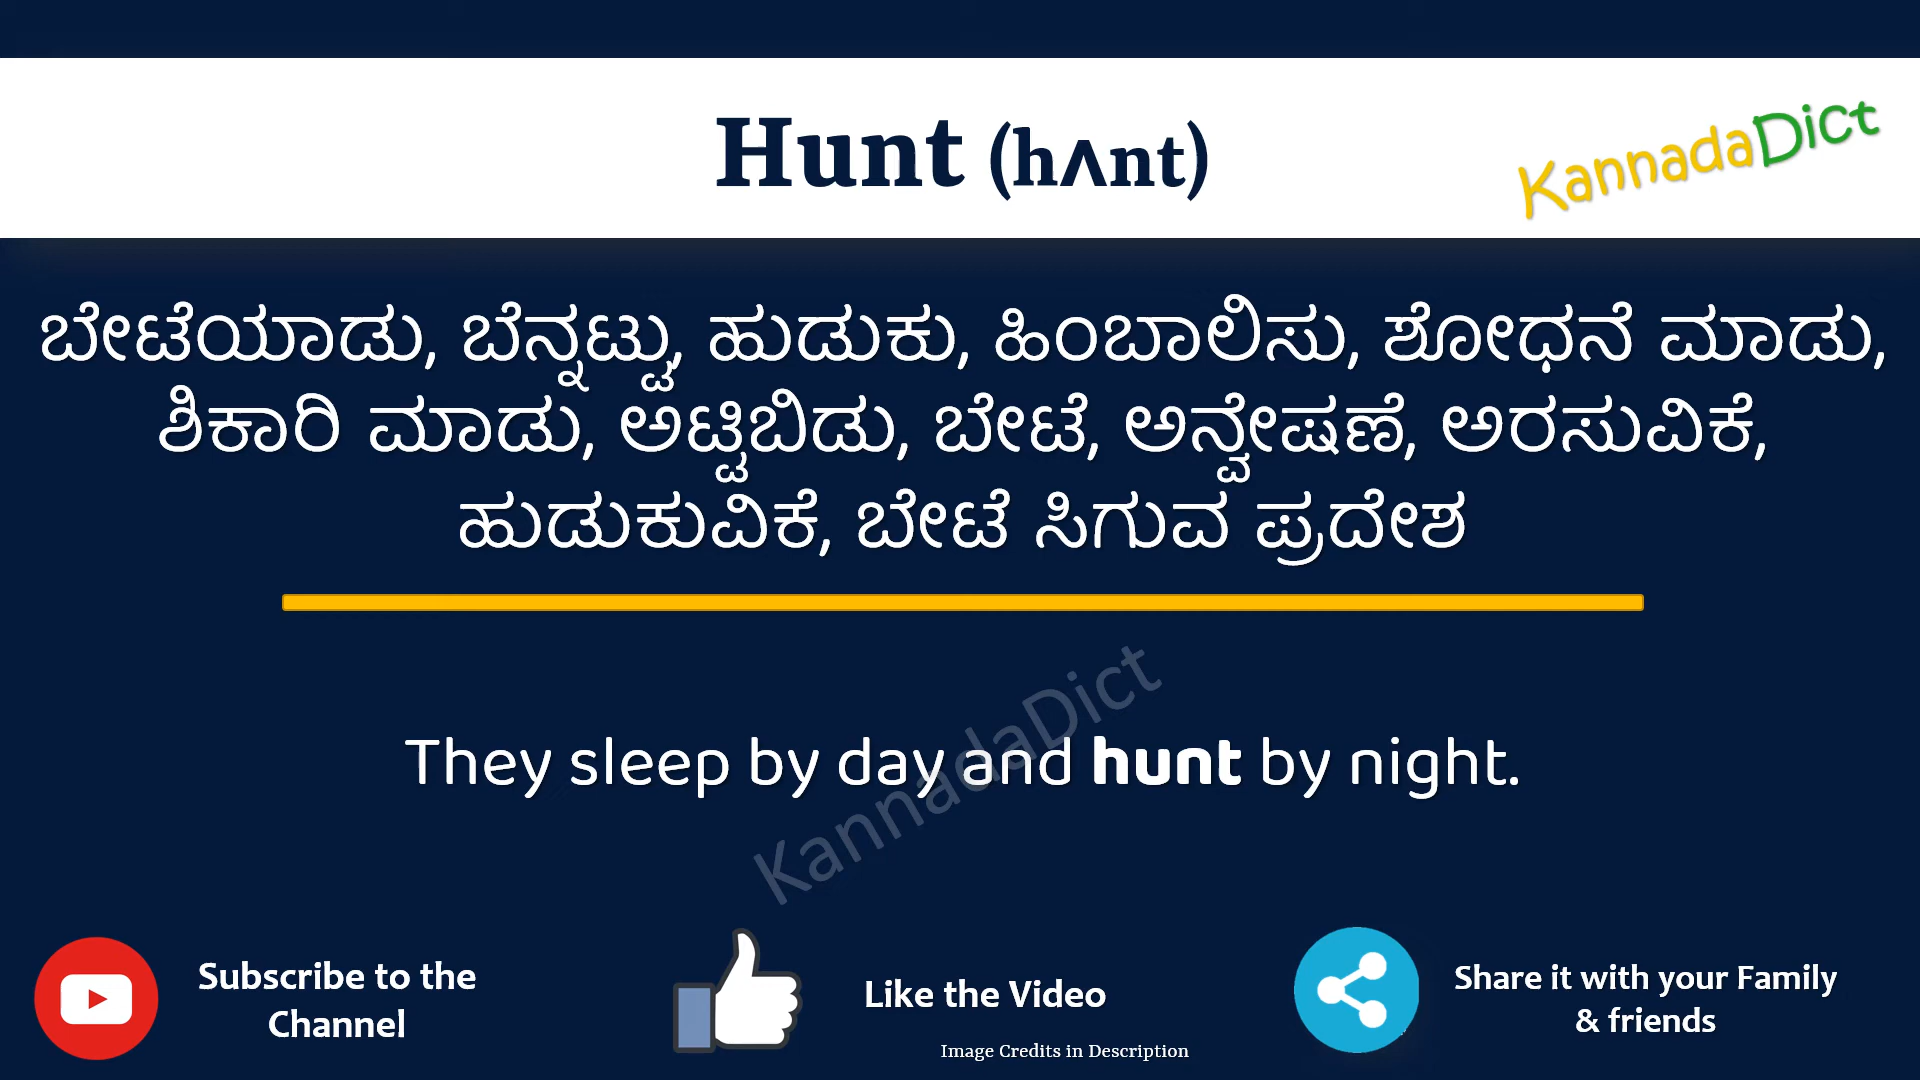 Hunt (hʌnt)
KannadaDict
ಬೇಟೆಯಾಡು, ಬೆನ್ನಟ್ಟು, ಹುಡುಕು, ಹಿಂಬಾಲಿಸು, ಶೋಧನೆ ಮಾಡು,
ಶಿಕಾರಿ ಮಾಡು, ಅಟ್ಟಿಬಿಡು, ಬೇಟೆ, ಅನ್ವೇಷಣೆ, ಅರಸುವಿಕೆ,
ಹುಡುಕುವಿಕೆ, ಬೇಟೆ ಸಿಗುವ ಪ್ರದೇಶ
They sleep by day and hunt by night.
KannadaDict
Subscribe to the
Channel
Like the Video
Share it with your Family
& friends
Image Credits in Description